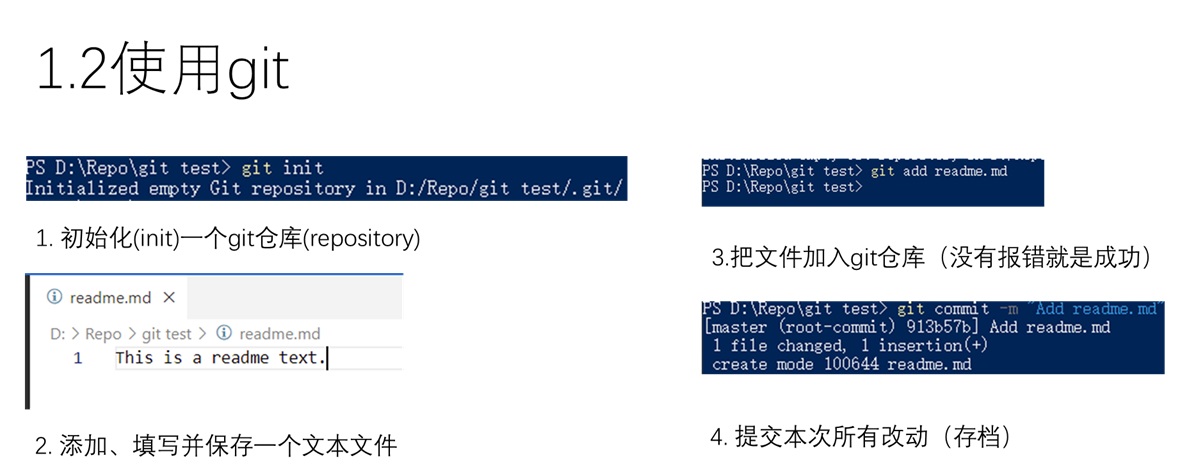 1.2使用git
PS D:\Repo\git test> git init
Initialized empty Git repository in D:/Repo/git test/.git/
1. 初始化(init)一个git仓库(repository)
readme.md ×
D: > Repo > git test > readme.md
1 This is a readme text.
2. 添加、填写并保存一个文本文件
PS D:\Repo\git test> git add readme.md
PS D:\Repo\git test>
3.把文件加入git仓库（没有报错就是成功）
PS D:\Repo\git test> git commit -m "Add readme.md"
[master (root-commit) 913b57b] Add readme.md
1 file changed, 1 insertion(+)
create mode 100644 readme.md
4. 提交本次所有改动（存档）